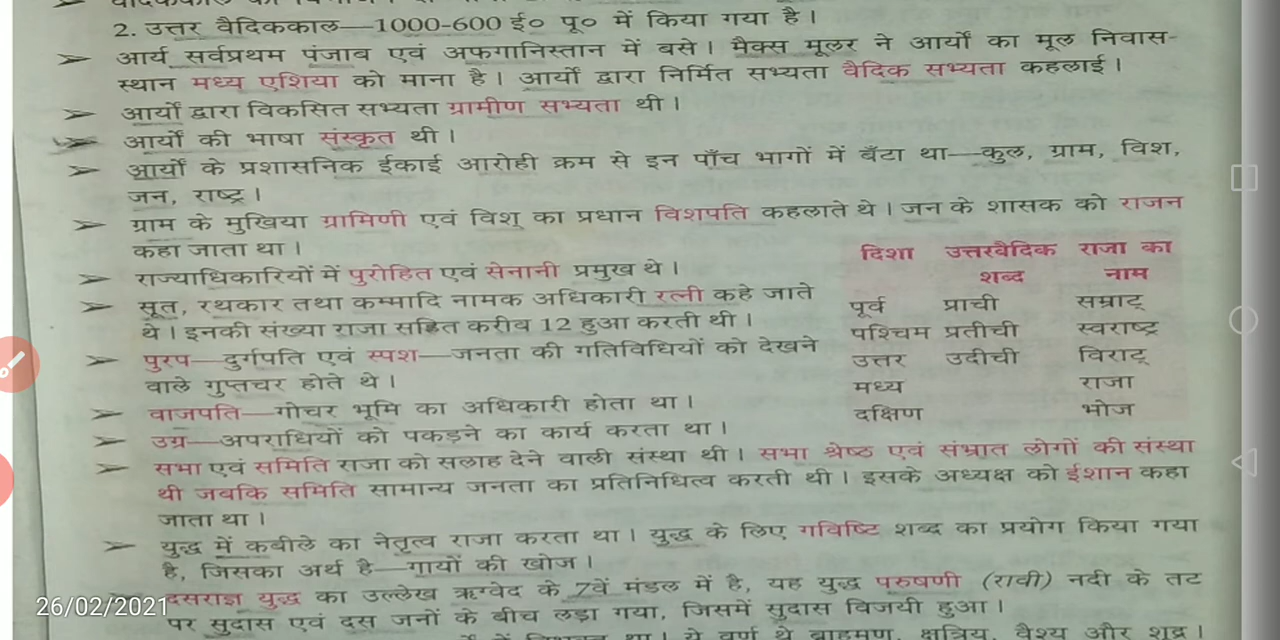 2. उत्तर वैदिककाल—1000-600 ई० पू० में किया गया है।
आर्य सर्वप्रथम पंजाब एवं अफगानिस्तान में बसे। मैक्स मूलर ने आर्यों का मूल निवास-
स्थान मध्य एशिया को माना है। आर्यों द्वारा निर्मित सभ्यता वैदिक सभ्यता कहलाई।
आर्यों द्वारा विकसित सभ्यता ग्रामीण सभ्यता थी।
आर्यों की भाषा संस्कृत थी।
आर्यों के प्रशासनिक ईकाई आरोही क्रम से इन पाँच भागों में बँटा था—कुल, ग्राम, विश,
जन, राष्ट्र।
ग्राम के मुखिया ग्रामिणी एवं विश् का प्रधान विशपति कहलाते थे। जन के शासक को राजन
कहा जाता था।
राज्याधिकारियों में पुरोहित एवं सेनानी प्रमुख थे।
सूत, रथकार तथा कम्मादि नामक अधिकारी रत्नी कहे जाते
थे। इनकी संख्या राजा सहित करीब 12 हुआ करती थी।
पुरप—दुर्गपति एवं स्पश—जनता की गतिविधियों को देखने
वाले गुप्तचर होते थे।
वाजपति—गोचर भूमि का अधिकारी होता था।
उग्र—अपराधियों को पकड़ने का कार्य करता था।
दिशा उत्तरवैदिक राजा का
शब्द नाम
पूर्व प्राची सम्राट्
पश्चिम प्रतीची स्वराष्ट्र
उत्तर उदीची विराट्
मध्य राजा
दक्षिण भोज
सभा एवं समिति राजा को सलाह देने वाली संस्था थी। सभा श्रेष्ठ एवं संभ्रात लोगों की संस्था
थी जबकि समिति सामान्य जनता का प्रतिनिधित्व करती थी। इसके अध्यक्ष को ईशान कहा
जाता था।
युद्ध में कबीले का नेतृत्व राजा करता था। युद्ध के लिए गविष्टि शब्द का प्रयोग किया गया
है, जिसका अर्थ है—गायों की खोज।
दसराज्ञ युद्ध का उल्लेख ऋग्वेद के 7वें मंडल में है, यह युद्ध परुषणी (रावी) नदी के तट
पर सुदास एवं दस जनों के बीच लड़ा गया, जिसमें सुदास विजयी हुआ।
था। ये वर्ण थे ब्राह्मण, क्षत्रिय, वैश्य और शूद्र।
26/02/2021